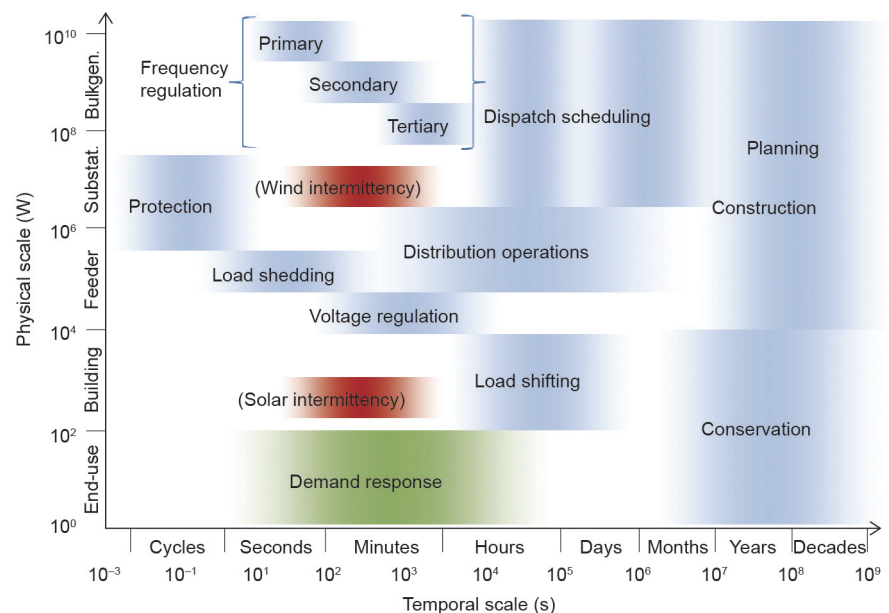 10¹⁰
Primary
Frequency
regulation
Secondary
Tertiary
Dispatch scheduling
Bulkgen.
10⁸
Planning
Substat.
(Wind intermittency)
Protection
Construction
10⁶
Distribution operations
Feeder
Load shedding
Voltage regulation
10⁴
Physical scale (W)
Building
Load shifting
(Solar intermittency)
10²
Conservation
End-use
Demand response
10⁰
Cycles Seconds Minutes Hours Days Months Years Decades
10⁻³ 10⁻¹ 10¹ 10² 10³ 10⁴ 10⁵ 10⁶ 10⁷ 10⁸ 10⁹
Temporal scale (s)